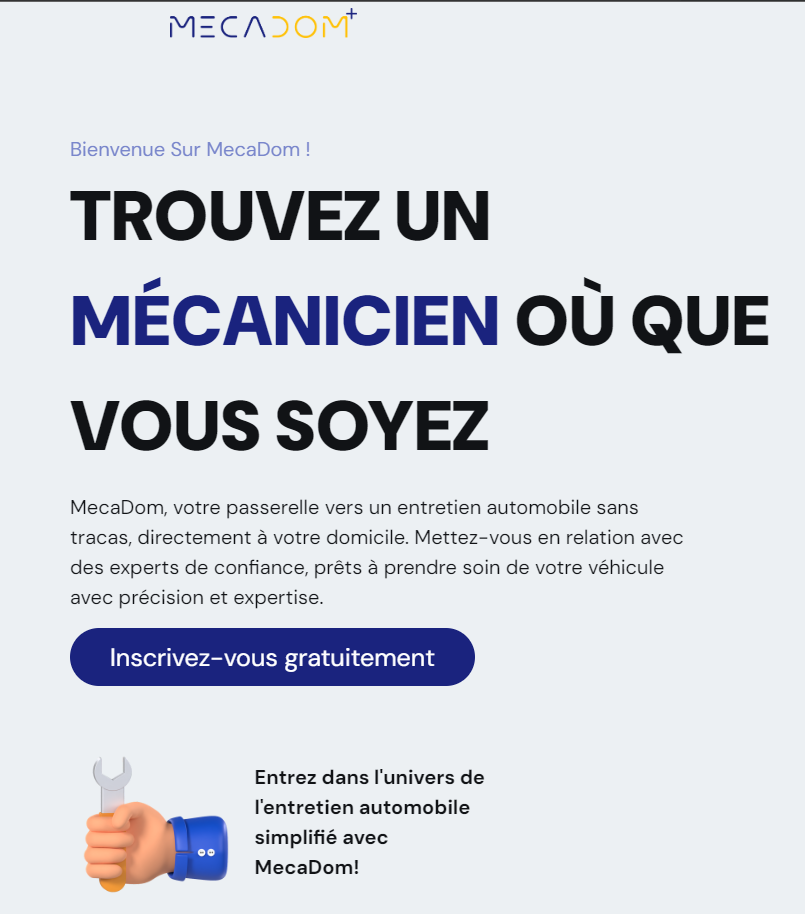 MECADOM+
Bienvenue Sur MecaDom !
TROUVEZ UN
MÉCANICIEN OÙ QUE
VOUS SOYEZ
MecaDom, votre passerelle vers un entretien automobile sans
tracas, directement à votre domicile. Mettez-vous en relation avec
des experts de confiance, prêts à prendre soin de votre véhicule
avec précision et expertise.
Inscrivez-vous gratuitement
Entrez dans l'univers de
l'entretien automobile
simplifié avec
MecaDom!